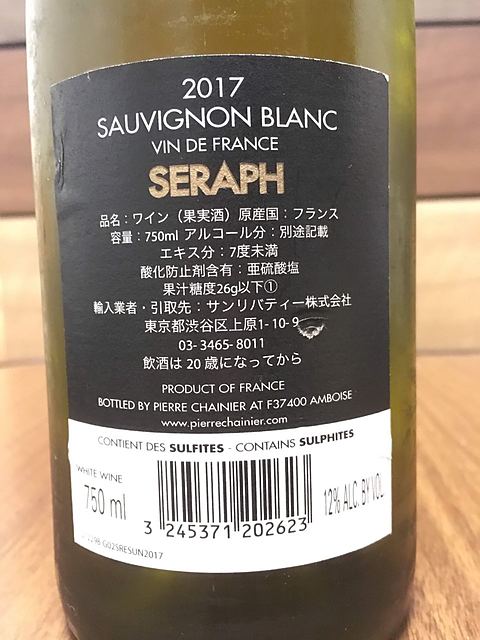 2017
SAUVIGNON BLANC
VIN DE FRANCE
SERAPH
品名：ワイン（果実酒）原産国：フランス
容量：750ml アルコール分：別途記載
エキス分：7度未満
酸化防止剤含有：亜硫酸塩
果汁糖度26g以下①
輸入業者・引取先：サンリバティー株式会社
東京都渋谷区上原1-10-9
03-3465-8011
飲酒は20歳になってから
PRODUCT OF FRANCE
BOTTLED BY PIERRE CHAINIER AT F37400 AMBOISE
www.pierrechainier.com
CONTIENT DES SULFITES - CONTAINS SULPHITES
WHITE WINE
750 ml
3 245371 202623
12% ALC. BY VOL.
G02SRESUN2017